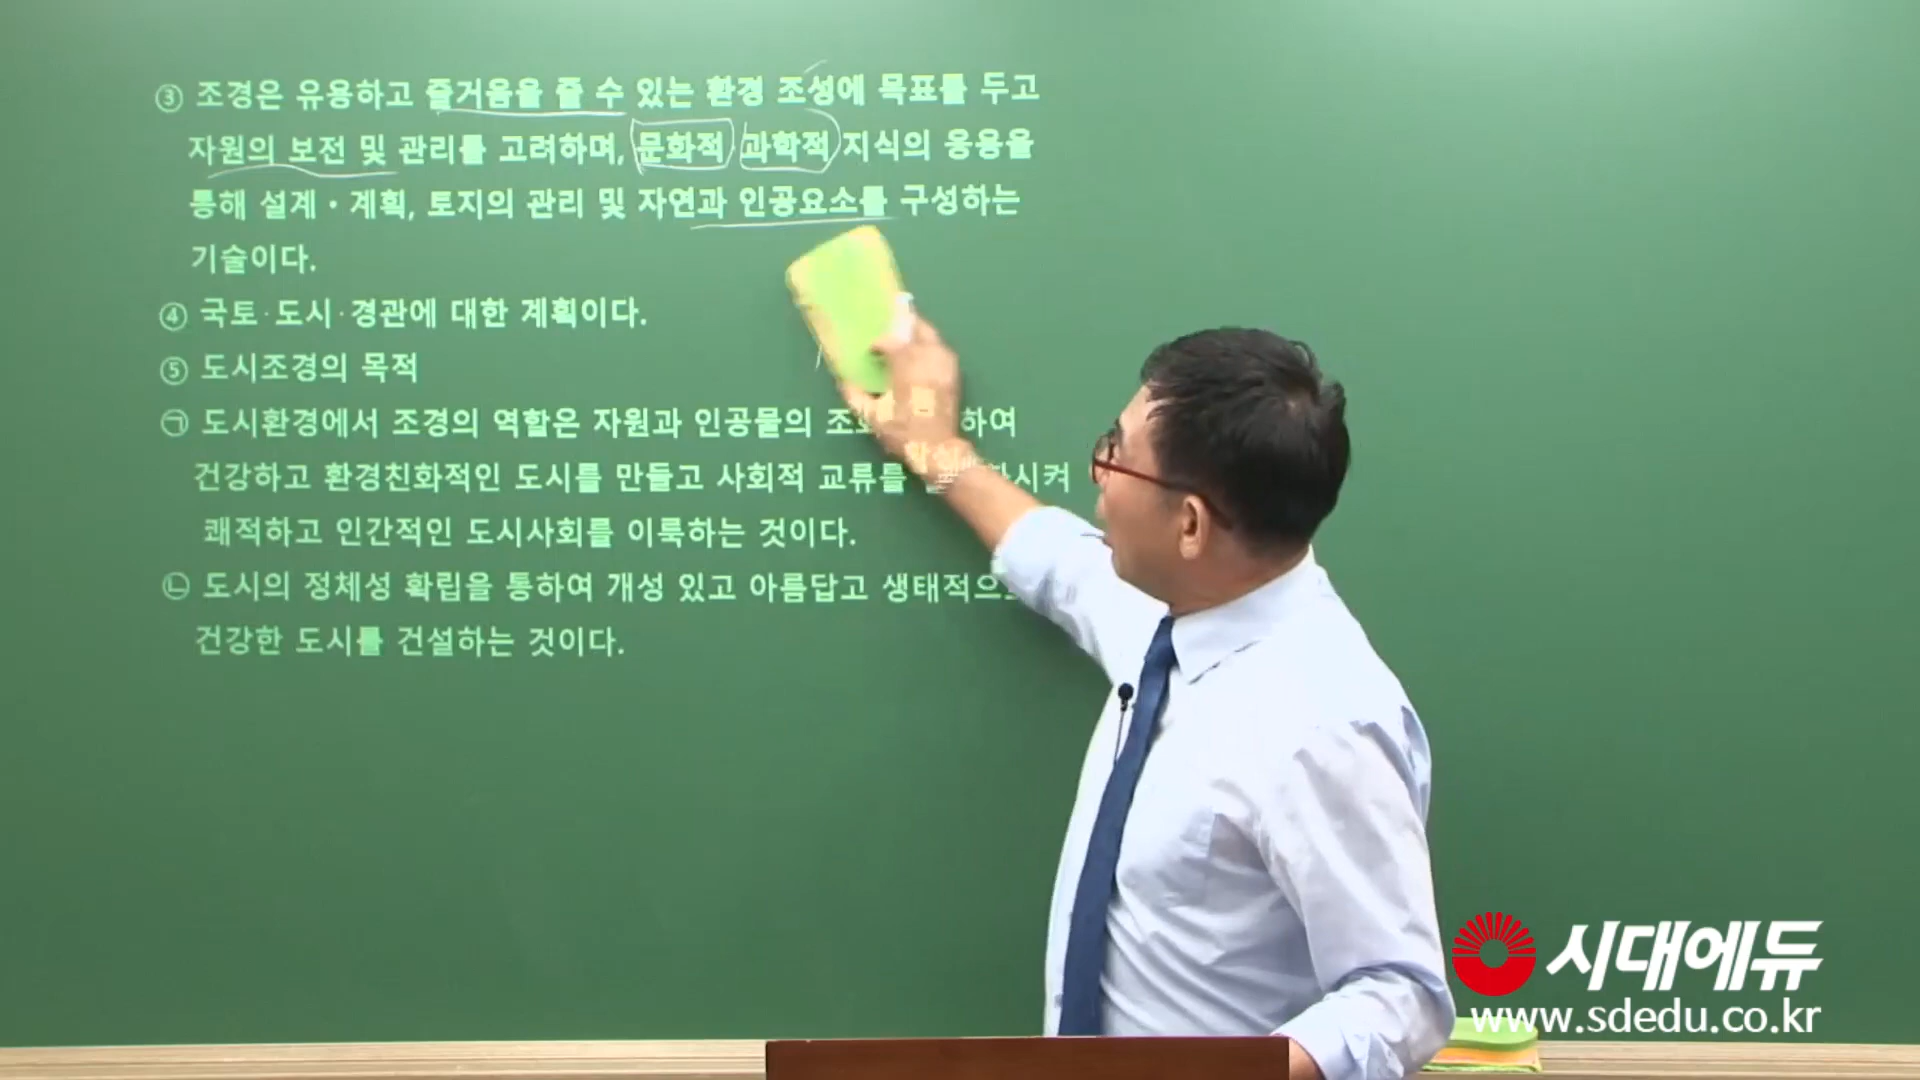 ③ 조경은 유용하고 즐거움을 줄 수 있는 환경 조성에 목표를 두고
자원의 보전 및 관리를 고려하며, 문화적 과학적 지식의 응용을
통해 설계·계획, 토지의 관리 및 자연과 인공요소를 구성하는
기술이다.
④ 국토·도시·경관에 대한 계획이다.
⑤ 도시조경의 목적
㉠ 도시환경에서 조경의 역할은 자원과 인공물의 하여
건강하고 환경친화적인 도시를 만들고 사회적 교류를
쾌적하고 인간적인 도시사회를 이룩하는 것이다.
㉡ 도시의 정체성 확립을 통하여 개성 있고 아름답고
건강한 도시를 건설하는 것이다.
시대에듀
www.sdedu.co.kr